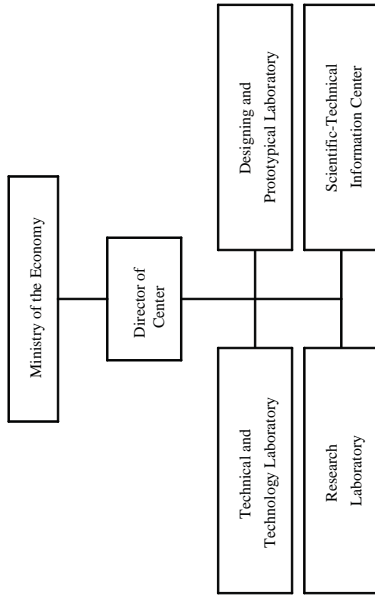 Ministry of the Economy
Director of
Center
Technical and
Technology Laboratory
Designing and
Prototypical Laboratory
Research
Laboratory
Scientific-Technical
Information Center